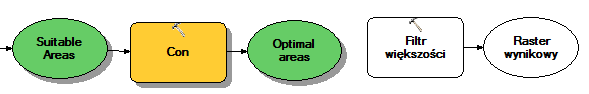 Suitable
Areas
Con
Optimal
areas
Filtr
większości
Raster
wynikowy